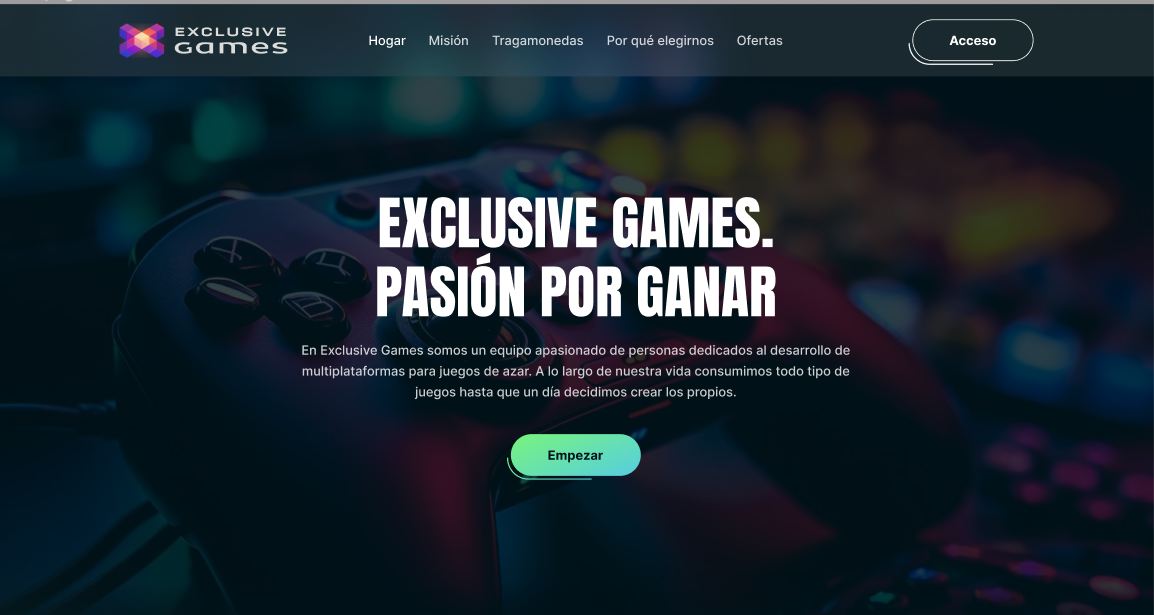 EXCLUSIVE
games
Hogar
Misión
Tragamonedas
Por qué elegirnos
Ofertas
Acceso
EXCLUSIVE GAMES.
PASIÓN POR GANAR
En Exclusive Games somos un equipo apasionado de personas dedicados al desarrollo de
multiplataformas para juegos de azar. A lo largo de nuestra vida consumimos todo tipo de
juegos hasta que un día decidimos crear los propios.
Empezar